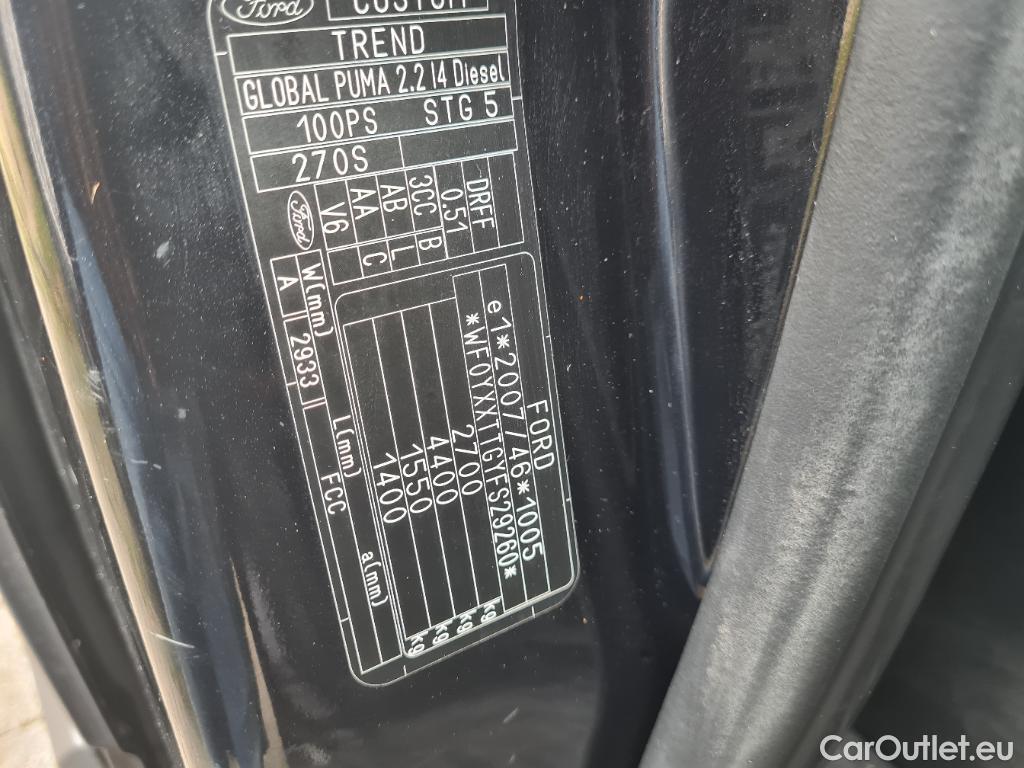 Ford CUSTOM
TREND
GLOBAL PUMA 2.2 I4 Diesel
100PS STG 5
270S
Ford
V6 C
AA L
AB
3CC B
0.51
DRFF
W(mm) L(mm) a(mm)
A 2933 FCC
FORD
e1*2007/46*1005
2700 kg
4400 kg
1550 kg
1400 kg
CarOutlet.eu